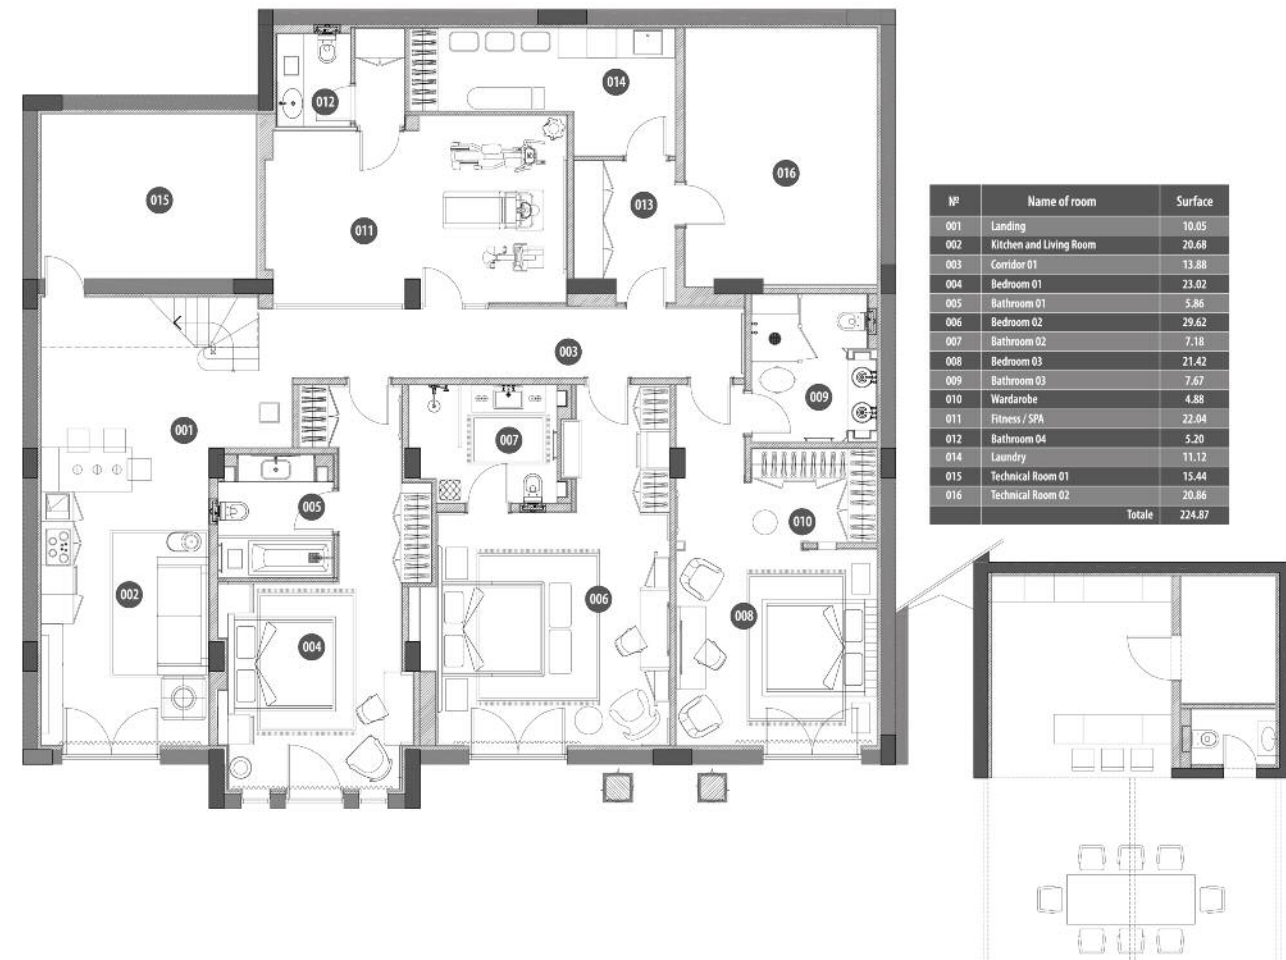 012
014
015
016
013
011
003
009
001
007
005
010
002
006
008
004
№ Name of room Surface
001 Landing 10.05
002 Kitchen and Living Room 20.68
003 Corridor 01 13.88
004 Bedroom 01 23.02
005 Bathroom 01 5.86
006 Bedroom 02 29.62
007 Bathroom 02 7.18
008 Bedroom 03 21.42
009 Bathroom 03 7.67
010 Wardarobe 4.88
011 Fitness / SPA 22.04
012 Bathroom 04 5.20
014 Laundry 11.12
015 Technical Room 01 15.44
016 Technical Room 02 20.86
Totale 224.87